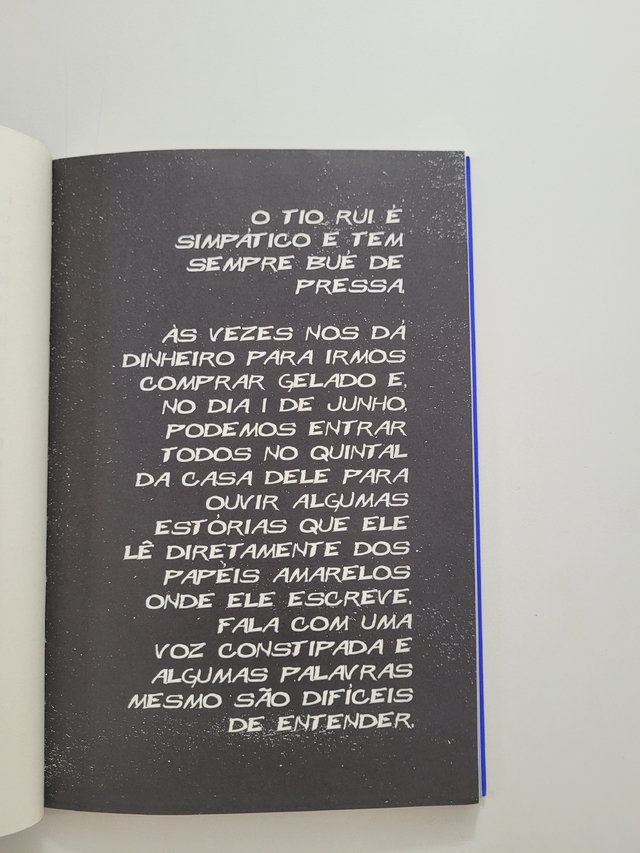 O TIO RUI É
SIMPÁTICO E TEM
SEMPRE BUÉ DE
PRESSA.
ÀS VEZES NOS DÁ
DINHEIRO PARA IRMOS
COMPRAR GELADO E,
NO DIA 1 DE JUNHO,
PODEMOS ENTRAR
TODOS NO QUINTAL
DA CASA DELE PARA
OUVIR ALGUMAS
ESTÓRIAS QUE ELE
LÊ DIRETAMENTE DOS
PAPÉIS AMARELOS
ONDE ELE ESCREVE.
FALA COM UMA
VOZ CONSTIPADA E
ALGUMAS PALAVRAS
MESMO SÃO DIFÍCEIS
DE ENTENDER.